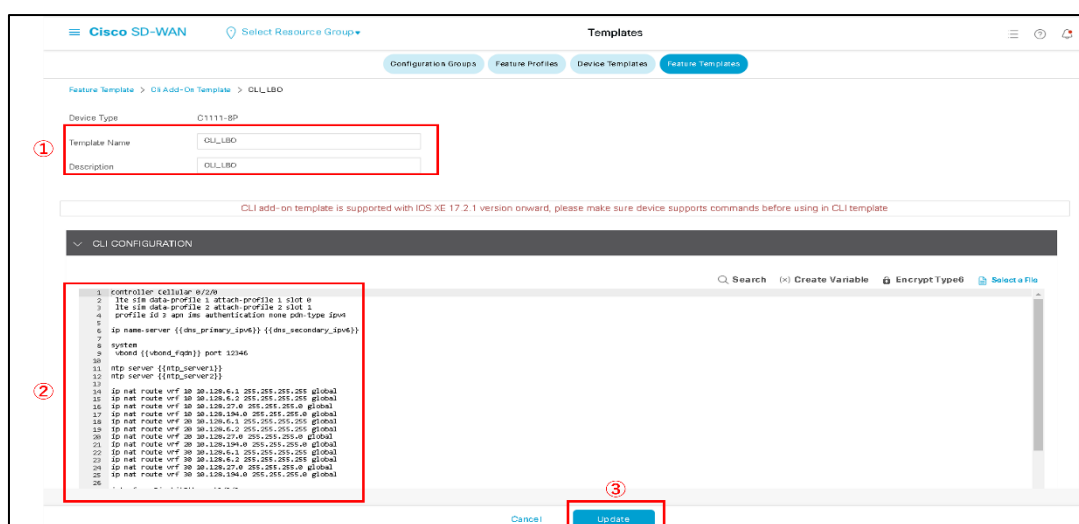 Cisco SD-WAN
Select Resource Group
Templates
Configuration Groups
Feature Profiles
Device Templates
Feature Templates
Feature Template > Cli Add-On Template > CLI_LBO
Device Type C1111-8P
①
Template Name CLI_LBO
Description CLI_LBO
CLI add-on template is supported with IOS XE 17.2.1 version onward, please make sure device supports commands before using in CLI template
CLI CONFIGURATION
Search
Create Variable
Encrypt Type6
Select a File
②
1 controller Cellular 0/2/0
2 lte sim data-profile 1 attach-profile 1 slot 0
3 lte sim data-profile 2 attach-profile 2 slot 1
4 profile id 3 apn ims authentication none pdn-type ipv4
5
6 ip name-server {{dns_primary_ipv6}} {{dns_secondary_ipv6}}
7
8 system
9 vbond {{vbond_fqdn}} port 12346
10
11 ntp server {{ntp_server1}}
12 ntp server {{ntp_server2}}
13
14 ip nat route vrf 10 10.128.6.1 255.255.255.255 global
15 ip nat route vrf 10 10.128.6.2 255.255.255.255 global
16 ip nat route vrf 10 10.128.27.0 255.255.255.0 global
17 ip nat route vrf 10 10.128.194.0 255.255.255.0 global
18 ip nat route vrf 20 10.128.6.1 255.255.255.255 global
19 ip nat route vrf 20 10.128.6.2 255.255.255.255 global
20 ip nat route vrf 20 10.128.27.0 255.255.255.0 global
21 ip nat route vrf 20 10.128.194.0 255.255.255.0 global
22 ip nat route vrf 30 10.128.6.1 255.255.255.255 global
23 ip nat route vrf 30 10.128.6.2 255.255.255.255 global
24 ip nat route vrf 30 10.128.27.0 255.255.255.0 global
25 ip nat route vrf 30 10.128.194.0 255.255.255.0 global
26
③
Cancel
Update